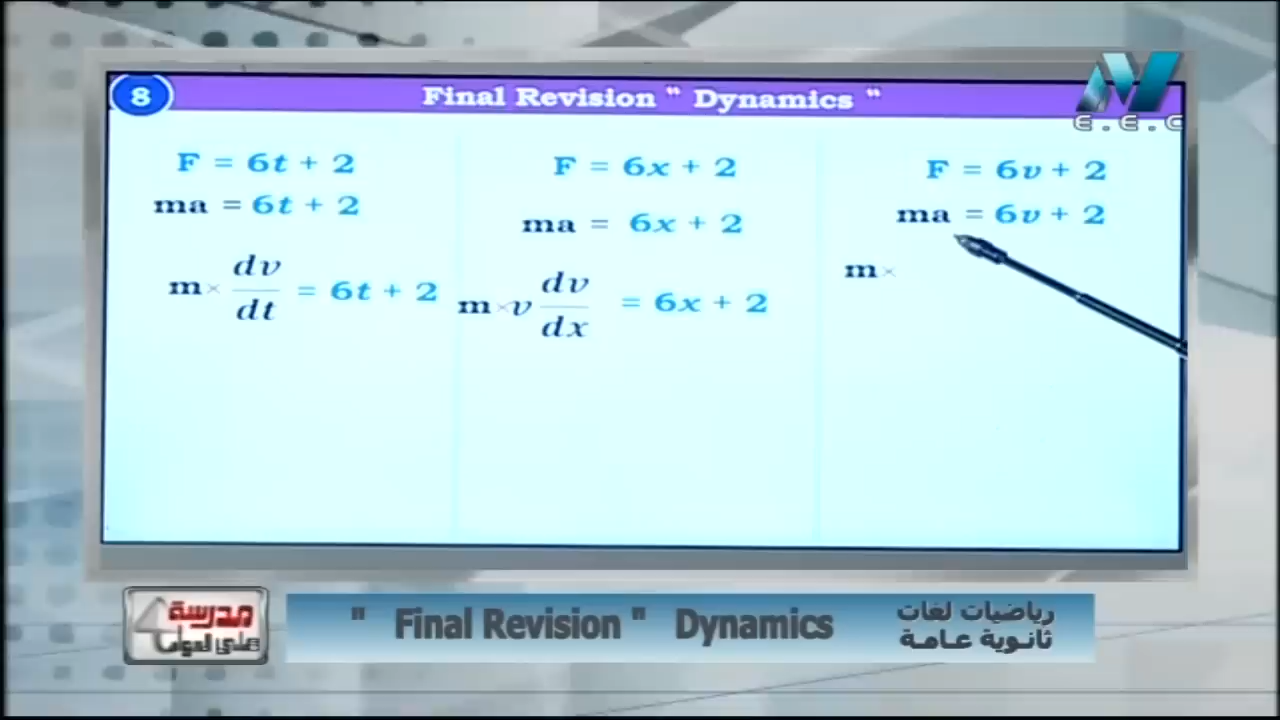 8
Final Revision " Dynamics "
E.E.C
F = 6t + 2
ma = 6t + 2
m× dv/dt = 6t + 2
F = 6x + 2
ma = 6x + 2
m×v dv/dx = 6x + 2
F = 6v + 2
ma = 6v + 2
m×
مدرسة
على الهواء
" Final Revision " Dynamics
رياضيات لغات
ثانوية عامة